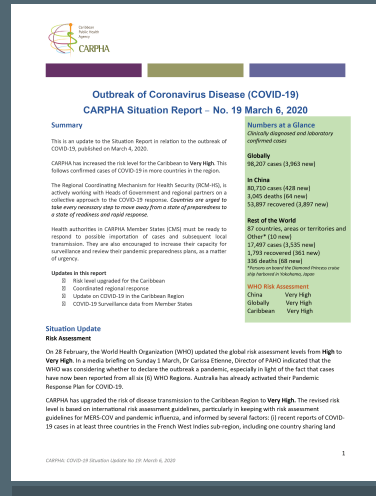 Caribbean
Public Health
Agency
CARPHA
Outbreak of Coronavirus Disease (COVID-19)
CARPHA Situation Report – No. 19 March 6, 2020
Summary
This is an update to the Situation Report in relation to the outbreak of
COVID-19, published on March 4, 2020.
CARPHA has increased the risk level for the Caribbean to Very High. This
follows confirmed cases of COVID-19 in more countries in the region.
The Regional Coordinating Mechanism for Health Security (RCM-HS), is
actively working with Heads of Government and regional partners on a
collective approach to the COVID-19 response. Countries are urged to
take every necessary step to move away from a state of preparedness to
a state of readiness and rapid response.
Health authorities in CARPHA Member States (CMS) must be ready to
respond to possible importation of cases and subsequent local
transmission. They are also encouraged to increase their capacity for
surveillance and review their pandemic preparedness plans, as a matter
of urgency.
Updates in this report
Risk level upgraded for the Caribbean
Coordinated regional response
Update on COVID-19 in the Caribbean Region
COVID-19 Surveillance data from Member States
Numbers at a Glance
Clinically diagnosed and laboratory
confirmed cases
Globally
98,207 cases (3,963 new)
In China
80,710 cases (428 new)
3,045 deaths (64 new)
53,897 recovered (3,897 new)
Rest of the World
87 countries, areas or territories and
Other* (10 new)
17,497 cases (3,535 new)
1,793 recovered (361 new)
336 deaths (68 new)
*Persons on board the Diamond Princess cruise
ship harbored in Yokohama, Japan
WHO Risk Assessment
China Very High
Globally Very High
Caribbean Very High
Situation Update
Risk Assessment
On 28 February, the World Health Organization (WHO) updated the global risk assessment levels from High to
Very High. In a media briefing on Sunday 1 March, Dr Carissa Etienne, Director of PAHO indicated that the
WHO was considering whether to declare the outbreak a pandemic, especially in light of the fact that cases
have now been reported from all six (6) WHO Regions. Australia has already activated their Pandemic
Response Plan for COVID-19.
CARPHA has upgraded the risk of disease transmission to the Caribbean Region to Very High. The revised risk
level is based on international risk assessment guidelines, particularly in keeping with risk assessment
guidelines for MERS-COV and pandemic influenza, and informed by several factors: (i) recent reports of COVID-
19 cases in at least three countries in the French West Indies sub-region, including one country sharing land
1
CARPHA: COVID-19 Situation Update No 19: March 6, 2020